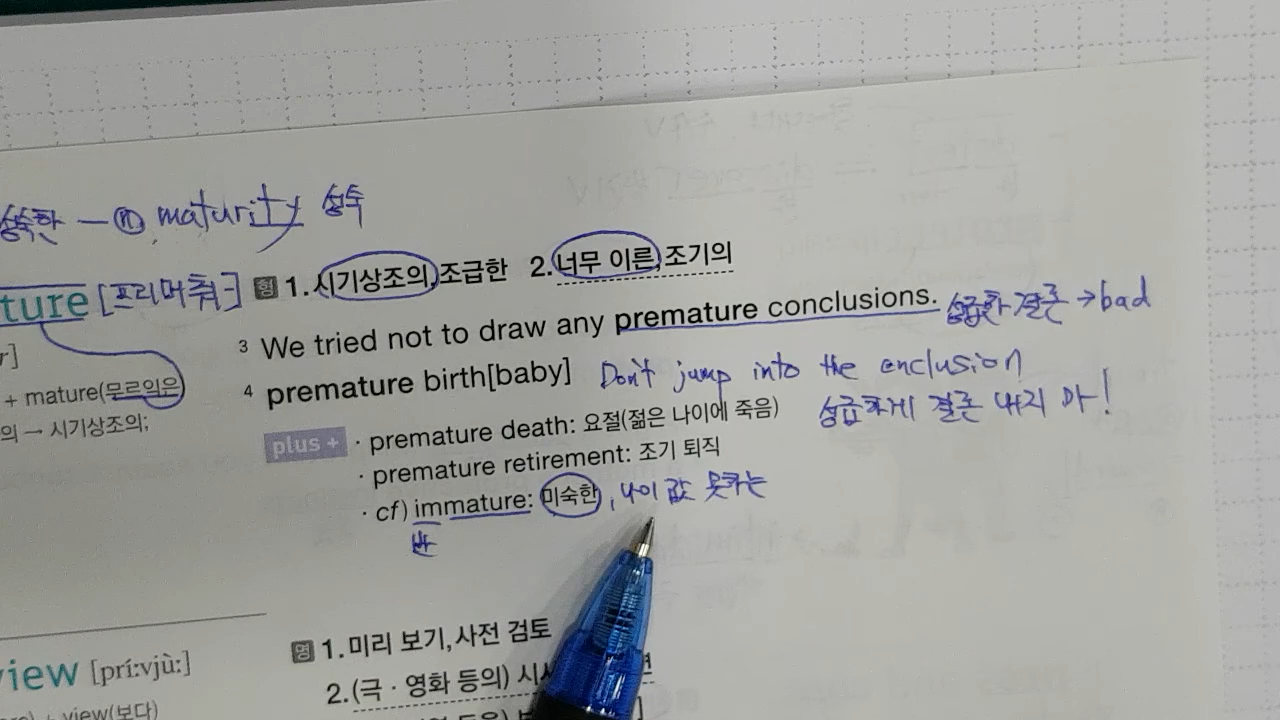 성숙한 — ⓝ maturity 성숙
ture [프리머춰-] 형 1.시기상조의, 조급한 2.너무 이른, 조기의
3 We tried not to draw any premature conclusions. 성급한 결론 → bad
r]
4 premature birth[baby] Don't jump into the conclusion
+ mature(무르익은
성급하게 결론 내지 마!
의 → 시기상조의;
plus + · premature death: 요절(젊은 나이에 죽음)
· premature retirement: 조기 퇴직
· cf) immature: 미숙한, 나이 값 못하는
반
view [prí:vjù:] 명 1.미리 보기, 사전 검토
2.(극·영화 등의) 시
+ view(보다)